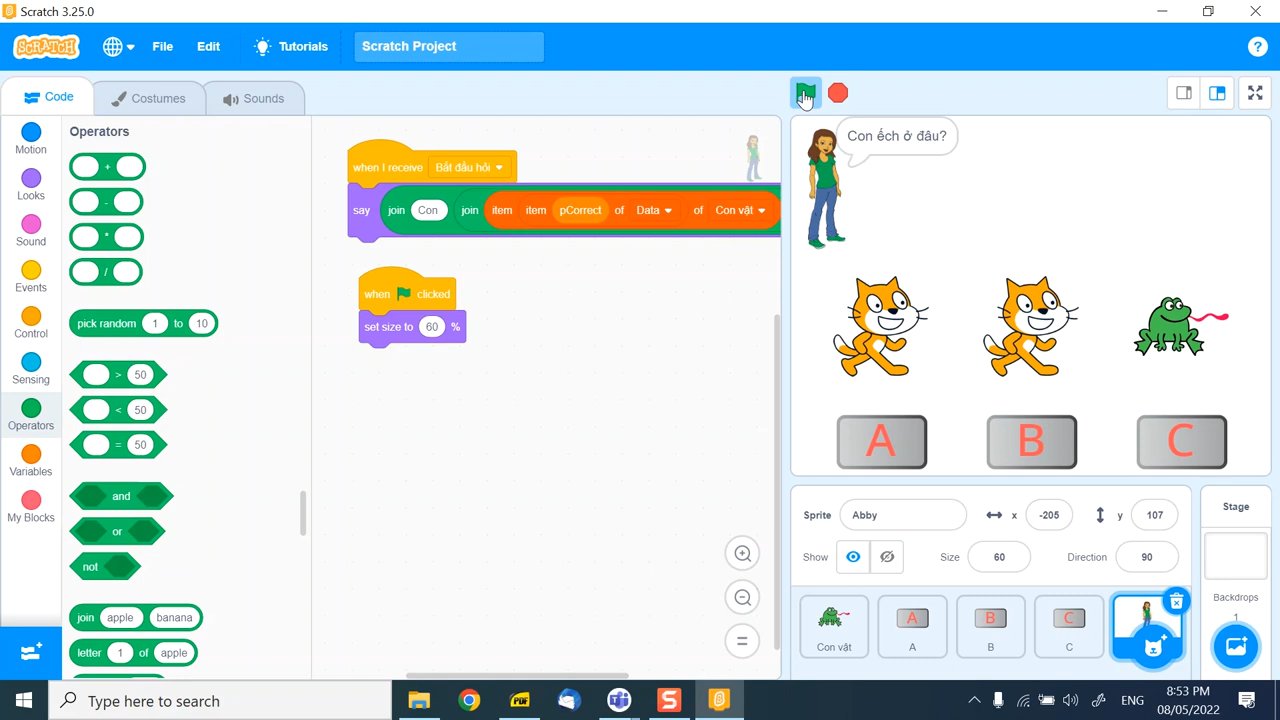 Scratch 3.25.0
SCRATCH
File
Edit
Tutorials
Scratch Project
?
Code
Costumes
Sounds
Motion
Looks
Sound
Events
Control
Sensing
Operators
Variables
My Blocks
Operators
+
-
*
/
pick random 1 to 10
> 50
< 50
= 50
and
or
not
join apple banana
letter 1 of apple
when I receive Bắt đầu hỏi
say join Con join item item pCorrect of Data of Con vật
when clicked
set size to 60 %
=
Con ếch ở đâu?
A
B
C
Sprite Abby
x -205
y 107
Show
Size 60
Direction 90
A
B
C
Con vật
A
B
C
Stage
Backdrops
1
Type here to search
PDF
S
ENG
8:53 PM
08/05/2022